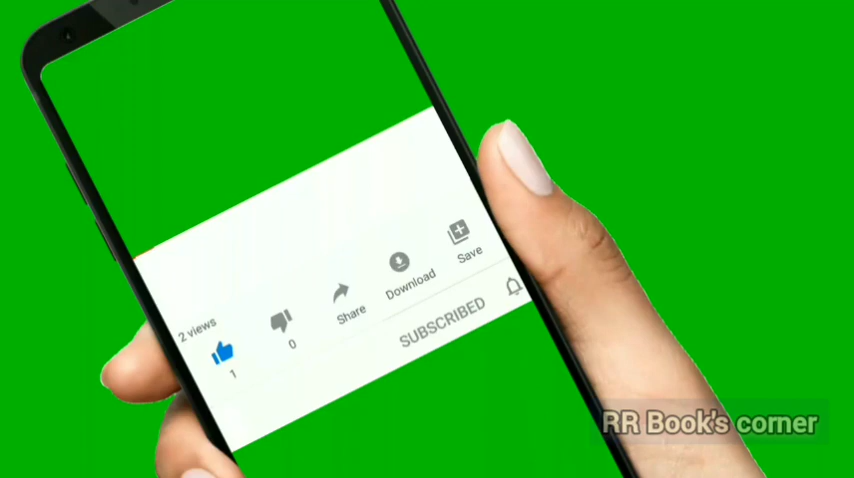 2 views
1
0
Share
Download
Save
SUBSCRIBED
RR Book's corner